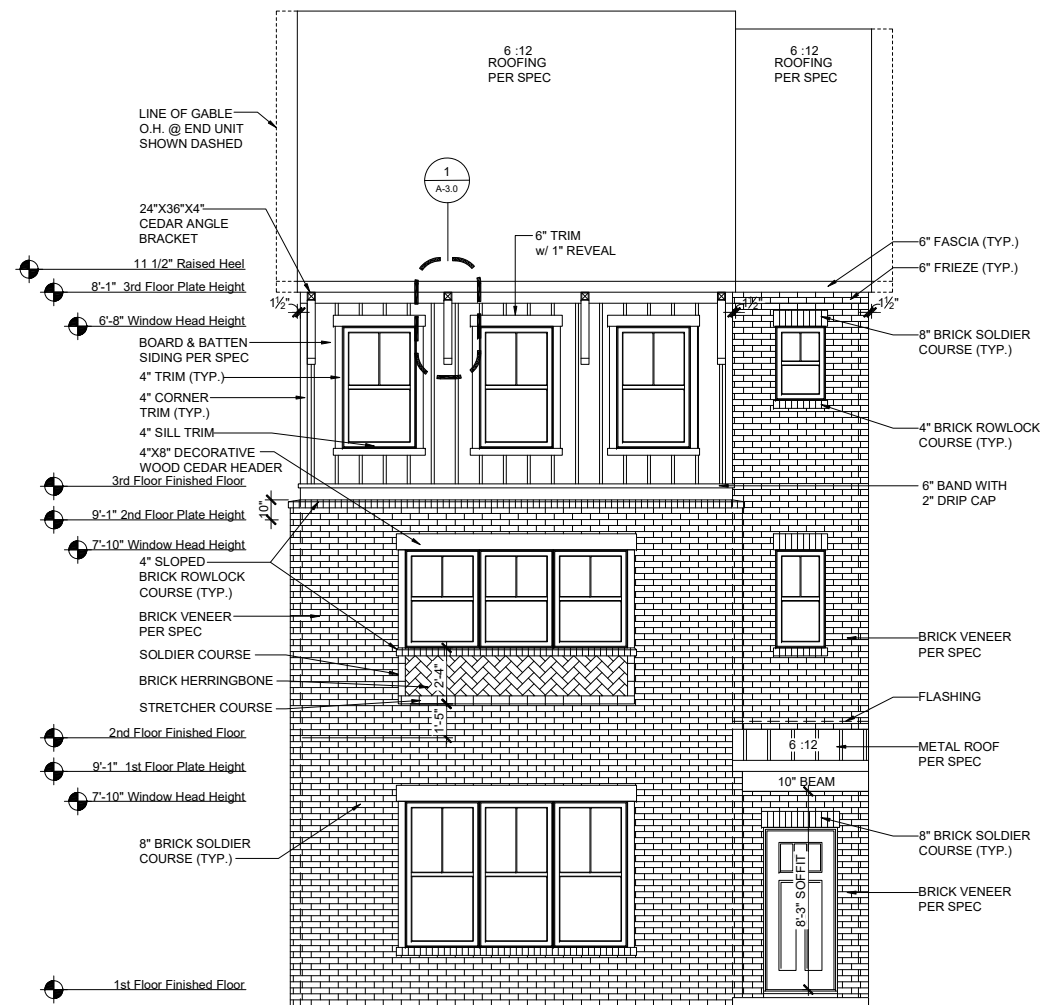 6 :12
ROOFING
PER SPEC
6 :12
ROOFING
PER SPEC
LINE OF GABLE
O.H. @ END UNIT
SHOWN DASHED
1
A-3.0
24"X36"X4"
CEDAR ANGLE
BRACKET
6" TRIM
w/ 1" REVEAL
6" FASCIA (TYP.)
6" FRIEZE (TYP.)
11 1/2" Raised Heel
8'-1" 3rd Floor Plate Height
1½"
1½"
1½"
6'-8" Window Head Height
8" BRICK SOLDIER
COURSE (TYP.)
BOARD & BATTEN
SIDING PER SPEC
4" TRIM (TYP.)
4" CORNER
TRIM (TYP.)
4" SILL TRIM
4" BRICK ROWLOCK
COURSE (TYP.)
4"X8" DECORATIVE
WOOD CEDAR HEADER
3rd Floor Finished Floor
6" BAND WITH
2" DRIP CAP
10"
9'-1" 2nd Floor Plate Height
7'-10" Window Head Height
4" SLOPED
BRICK ROWLOCK
COURSE (TYP.)
BRICK VENEER
PER SPEC
BRICK VENEER
PER SPEC
SOLDIER COURSE
BRICK HERRINGBONE
2'-4"
STRETCHER COURSE
FLASHING
1'-5"
2nd Floor Finished Floor
6 :12
METAL ROOF
PER SPEC
9'-1" 1st Floor Plate Height
10" BEAM
7'-10" Window Head Height
8" BRICK SOLDIER
COURSE (TYP.)
8" BRICK SOLDIER
COURSE (TYP.)
8'-3" SOFFIT
BRICK VENEER
PER SPEC
1st Floor Finished Floor